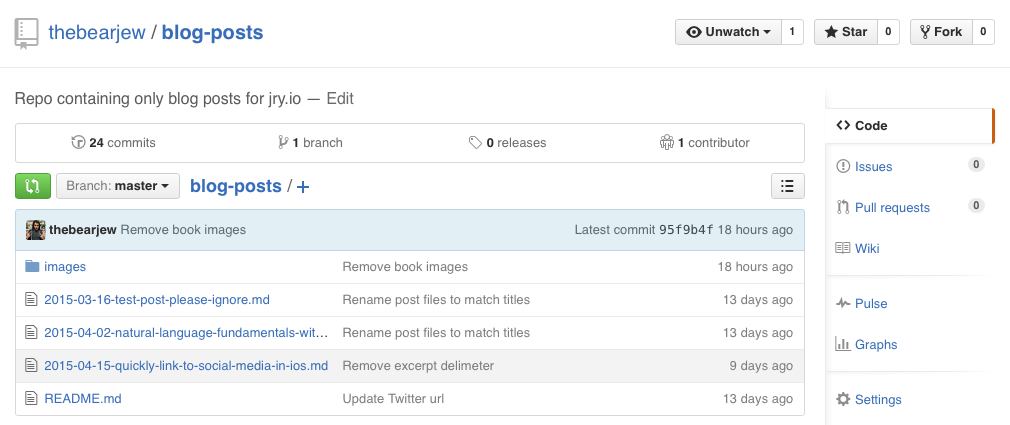 thebearjew / blog-posts
Unwatch 1 Star 0 Fork 0
Repo containing only blog posts for jry.io — Edit
24 commits 1 branch 0 releases 1 contributor
Branch: master blog-posts / +
thebearjew Remove book images Latest commit 95f9b4f 18 hours ago
images Remove book images 18 hours ago
2015-03-16-test-post-please-ignore.md Rename post files to match titles 13 days ago
2015-04-02-natural-language-fundamentals-wit... Rename post files to match titles 13 days ago
2015-04-15-quickly-link-to-social-media-in-ios.md Remove excerpt delimeter 9 days ago
README.md Update Twitter url 13 days ago
Code
Issues 0
Pull requests 0
Wiki
Pulse
Graphs
Settings